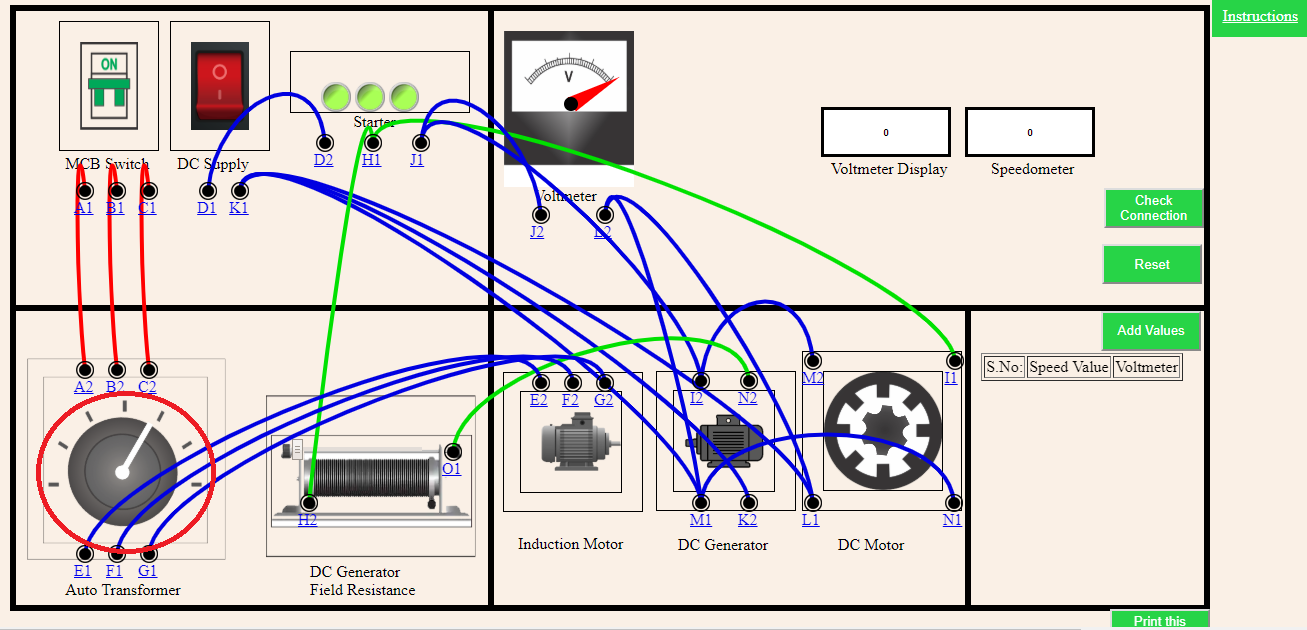 Instructions
ON
V
Starter
MCB Switch
DC Supply
D2
H1
J1
A1
B1
C1
D1
K1
Voltmeter
J2
L2
0
0
Voltmeter Display
Speedometer
Check
Connection
Reset
Add Values
S.No:
Speed Value
Voltmeter
A2
B2
C2
E2
F2
G2
I2
N2
M2
I1
O1
H2
M1
K2
L1
N1
E1
F1
G1
Auto Transformer
DC Generator
Field Resistance
Induction Motor
DC Generator
DC Motor
Print this